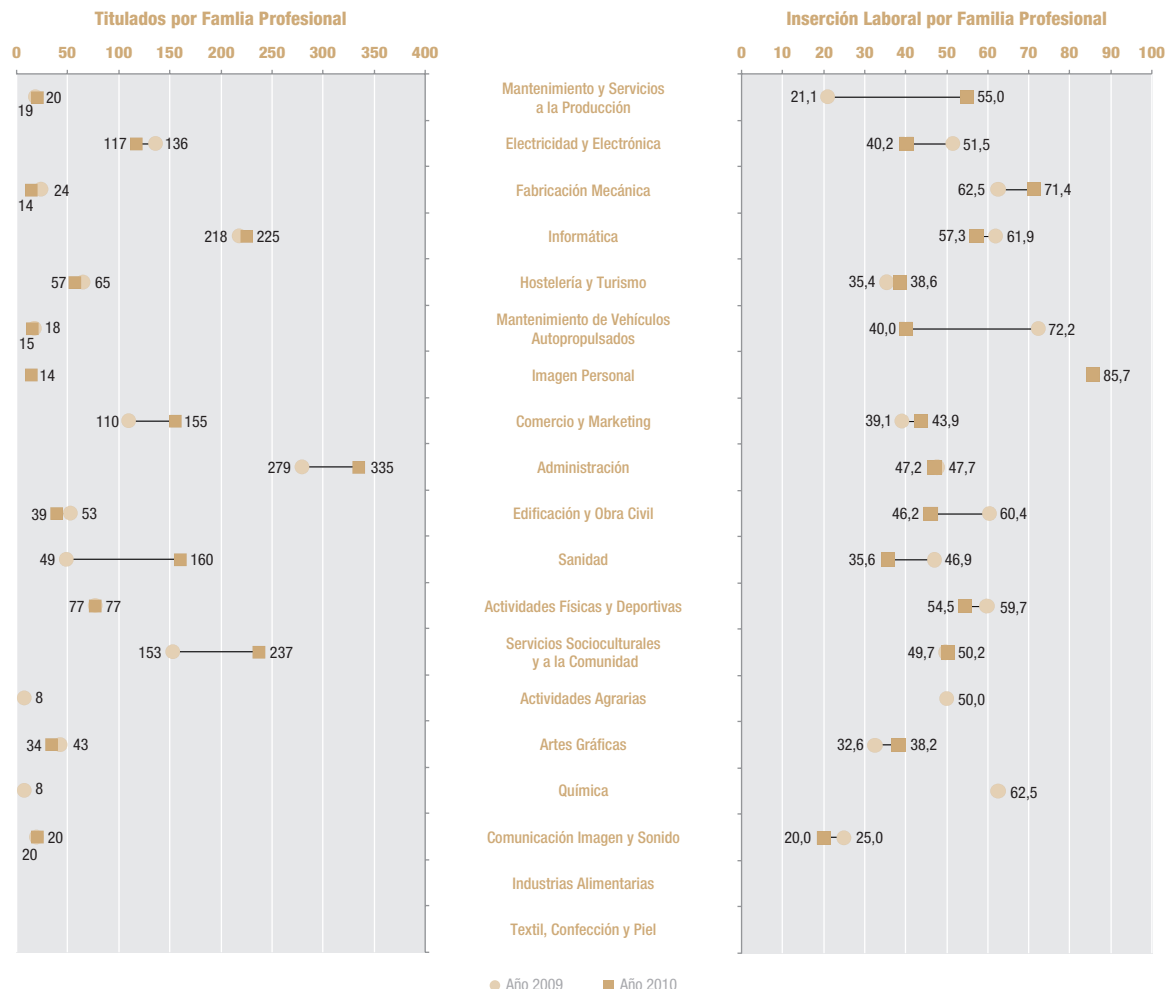 Titulados por Famlia Profesional
Inserción Laboral por Familia Profesional
0 50 100 150 200 250 300 350 400
0 10 20 30 40 50 60 70 80 90 100
19 20
Mantenimiento y Servicios
a la Producción
21,1 55,0
117 136
Electricidad y Electrónica
40,2 51,5
14 24
Fabricación Mecánica
62,5 71,4
218 225
Informática
57,3 61,9
57 65
Hostelería y Turismo
35,4 38,6
15 18
Mantenimiento de Vehículos
Autopropulsados
40,0 72,2
14
Imagen Personal
85,7
110 155
Comercio y Marketing
39,1 43,9
279 335
Administración
47,2 47,7
39 53
Edificación y Obra Civil
46,2 60,4
49 160
Sanidad
35,6 46,9
77 77
Actividades Físicas y Deportivas
54,5 59,7
153 237
Servicios Socioculturales
y a la Comunidad
49,7 50,2
8
Actividades Agrarias
50,0
34 43
Artes Gráficas
32,6 38,2
8
Química
62,5
20 20
Comunicación Imagen y Sonido
20,0 25,0
Industrias Alimentarias
Textil, Confección y Piel
Año 2009 Año 2010